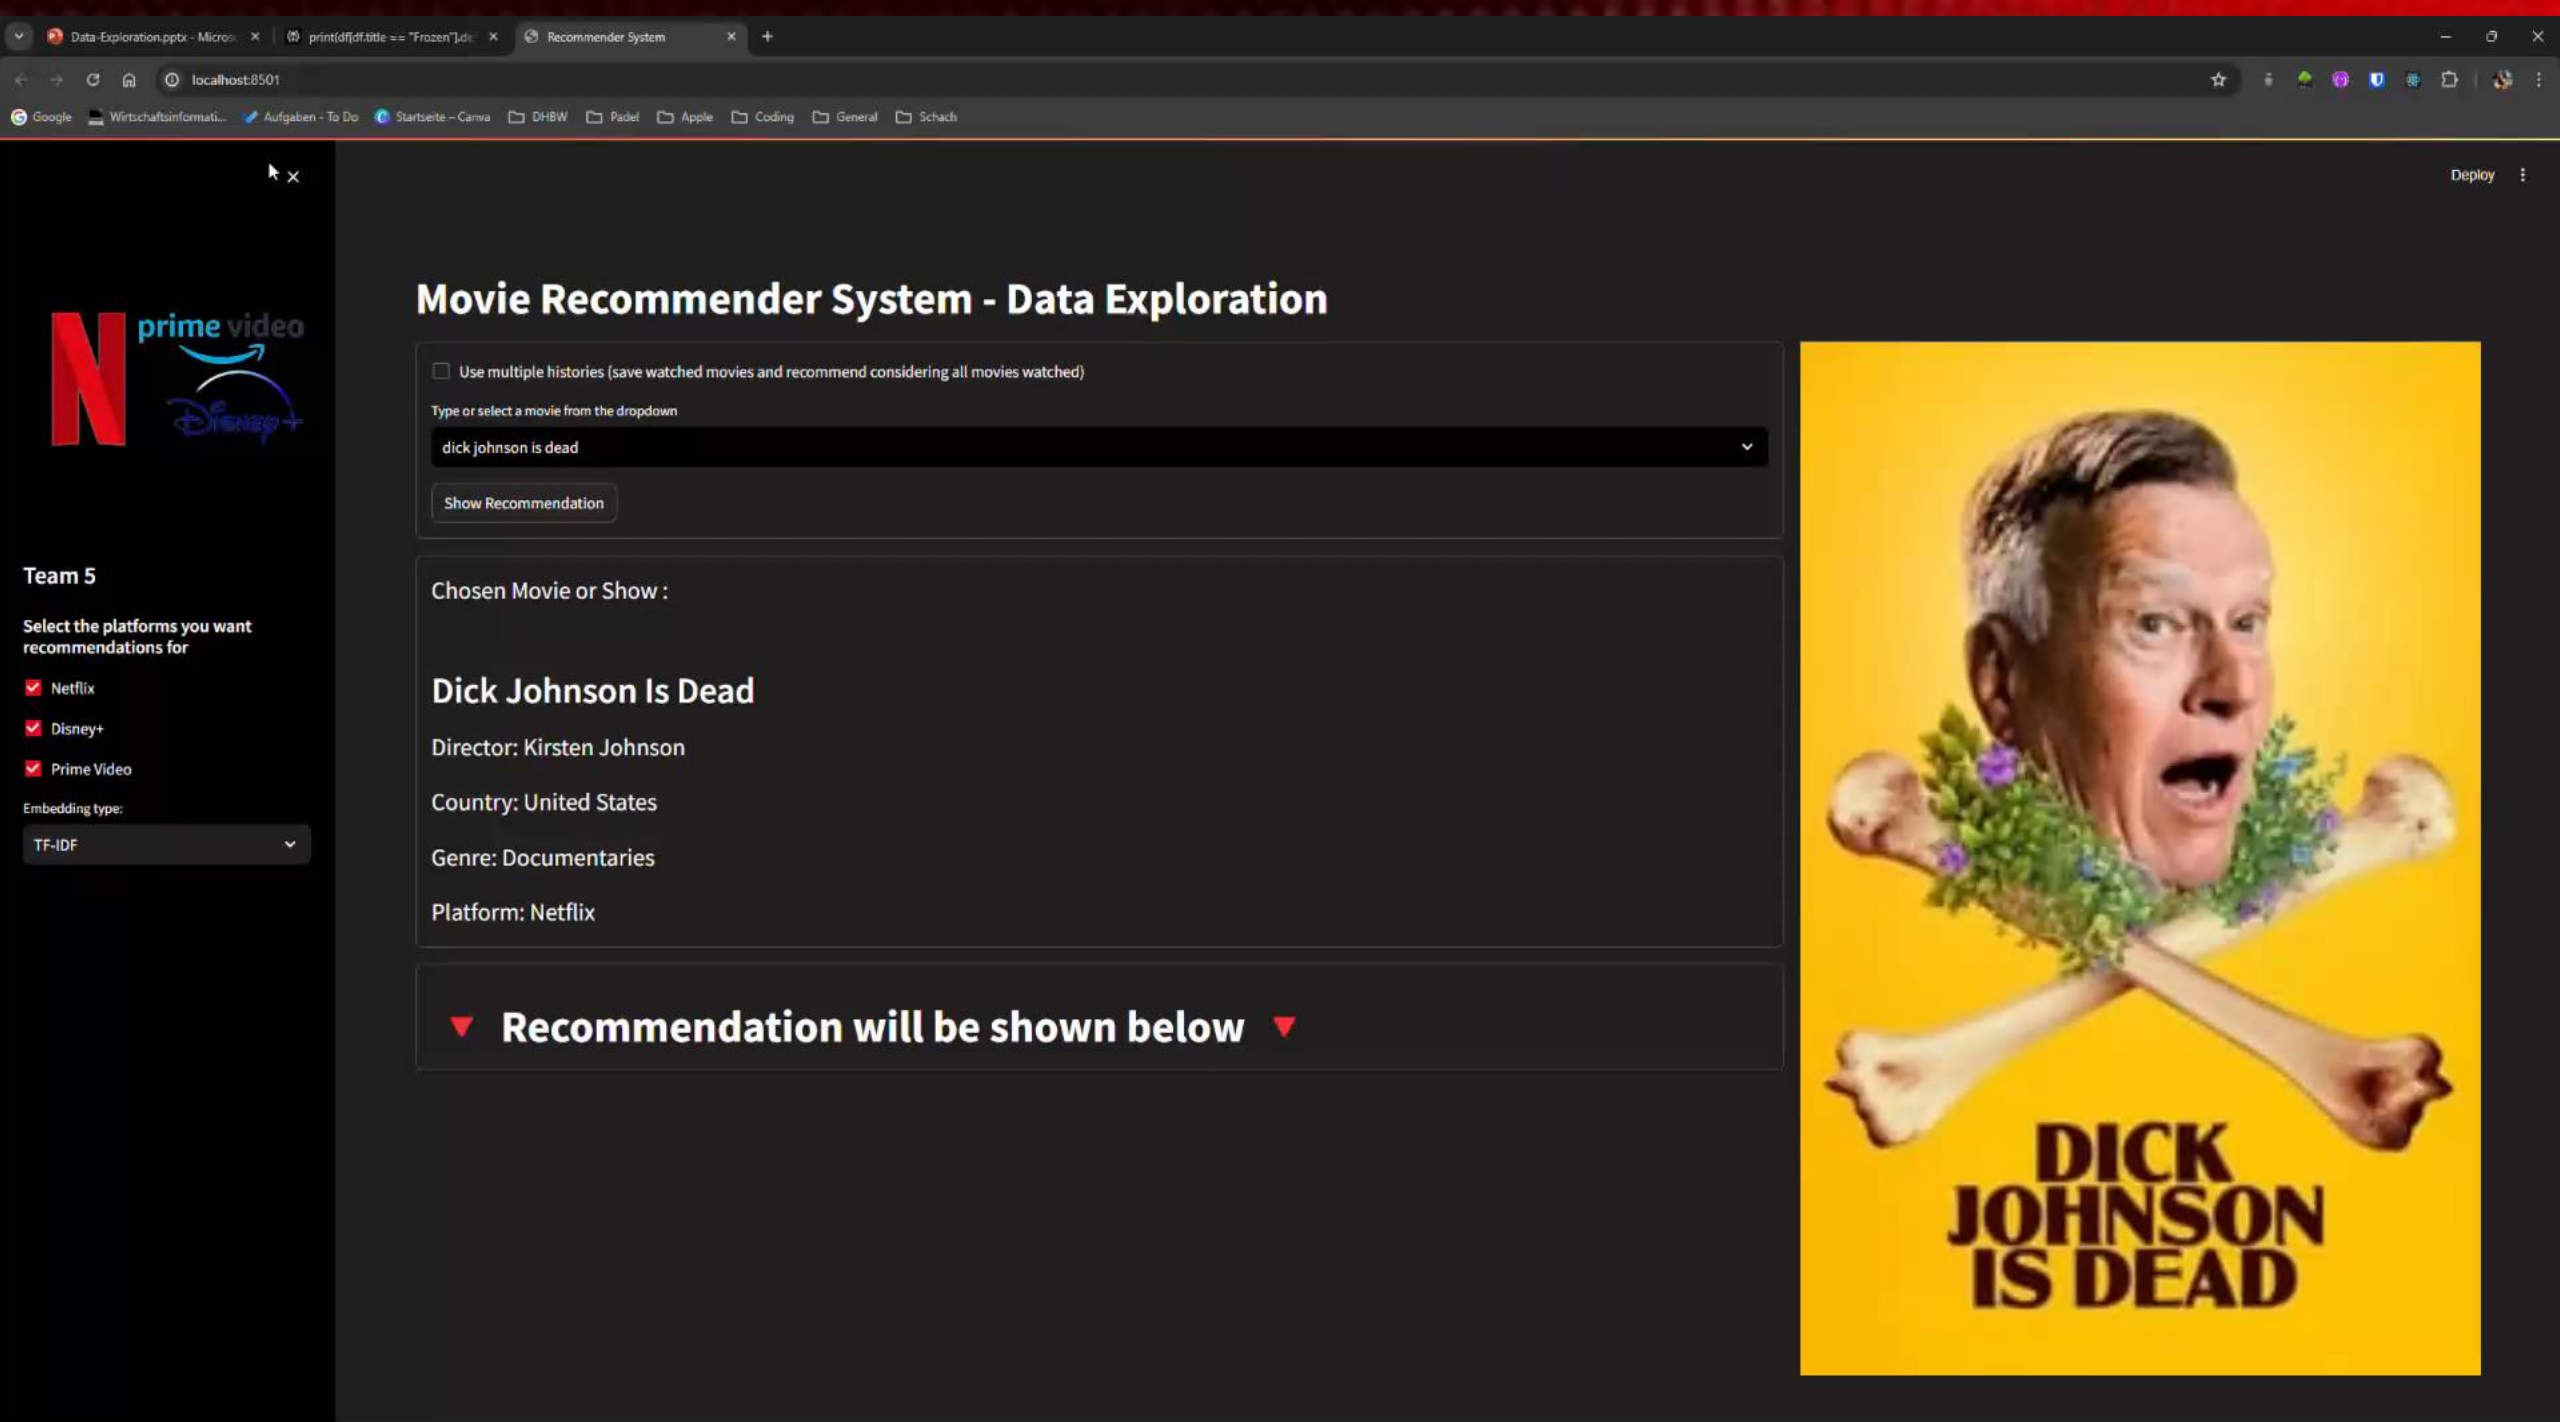 Data-Exploration.pptx - Micros
print(df[df.title == "Frozen"].de
Recommender System
localhost:8501
Google
Wirtschaftsinformati...
Aufgaben - To Do
Startseite – Canva
DHBW
Padel
Apple
Coding
General
Schach
Deploy
N
prime video
Disney+
Team 5
Select the platforms you want
recommendations for
Netflix
Disney+
Prime Video
Embedding type:
TF-IDF
Movie Recommender System - Data Exploration
Use multiple histories (save watched movies and recommend considering all movies watched)
Type or select a movie from the dropdown
dick johnson is dead
Show Recommendation
Chosen Movie or Show :
Dick Johnson Is Dead
Director: Kirsten Johnson
Country: United States
Genre: Documentaries
Platform: Netflix
Recommendation will be shown below
DICK
JOHNSON
IS DEAD